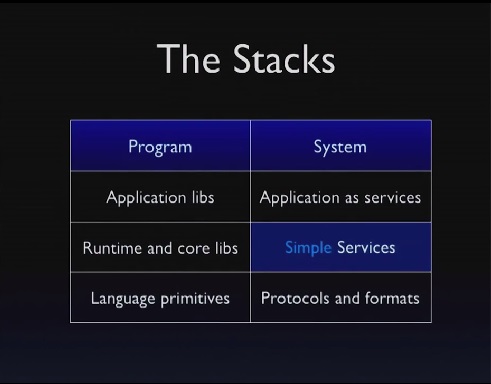 The Stacks
Program System
Application libs Application as services
Runtime and core libs Simple Services
Language primitives Protocols and formats